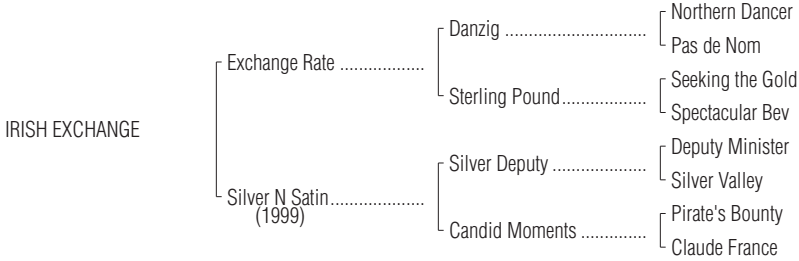 Northern Dancer
Danzig ..............................
Pas de Nom
Exchange Rate ..................
Seeking the Gold
Sterling Pound..................
Spectacular Bev
IRISH EXCHANGE
Deputy Minister
Silver Deputy ....................
Silver Valley
Silver N Satin....................
(1999)
Pirate's Bounty
Candid Moments ..............
Claude France